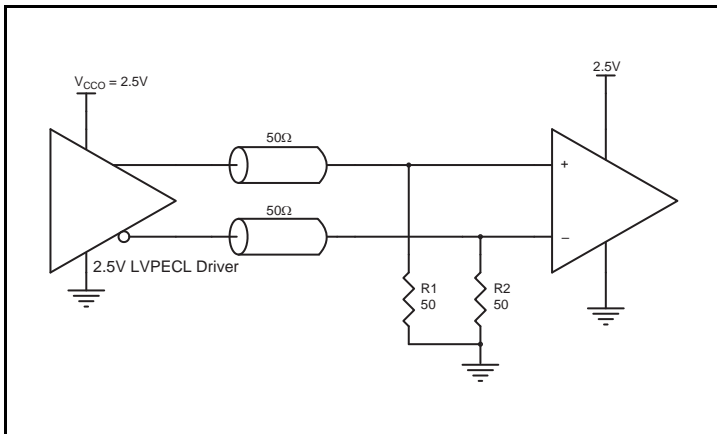 V_CCO = 2.5V
2.5V
50Ω
+
50Ω
–
2.5V LVPECL Driver
R1
50
R2
50